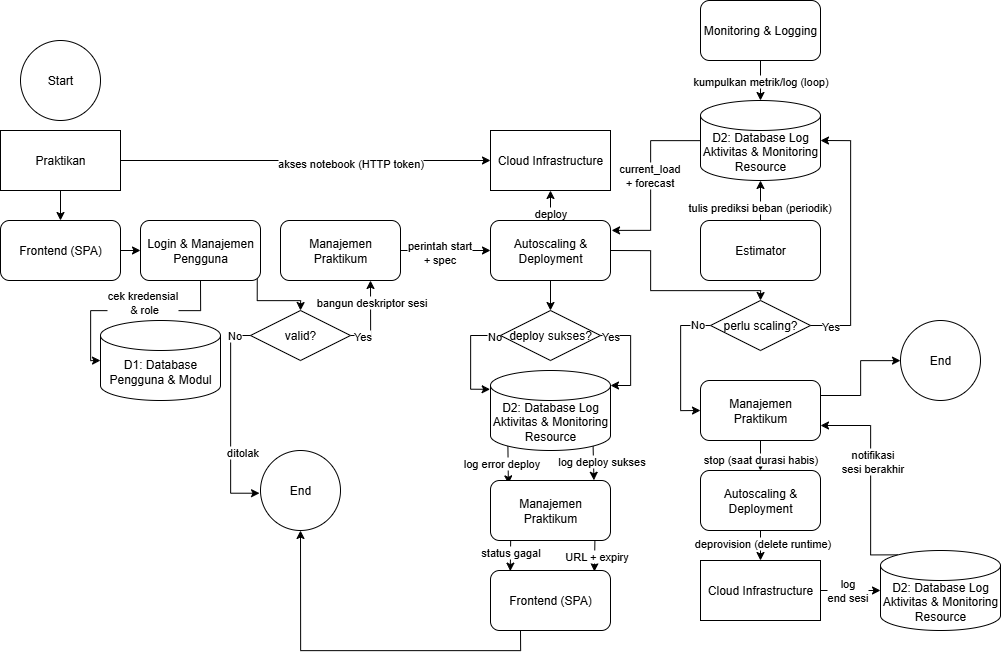 Monitoring & Logging
Start
kumpulkan metrik/log (loop)
D2: Database Log
Aktivitas & Monitoring
Resource
Praktikan
akses notebook (HTTP token)
Cloud Infrastructure
current_load
+ forecast
deploy
tulis prediksi beban (periodik)
Frontend (SPA)
Login & Manajemen
Pengguna
Manajemen
Praktikum
perintah start
+ spec
Autoscaling &
Deployment
Estimator
cek kredensial
& role
bangun deskriptor sesi
No
valid?
Yes
No
deploy sukses?
Yes
No
perlu scaling?
Yes
D1: Database
Pengguna & Modul
End
D2: Database Log
Aktivitas & Monitoring
Resource
Manajemen
Praktikum
ditolak
log error deploy
log deploy sukses
stop (saat durasi habis)
notifikasi
sesi berakhir
End
Manajemen
Praktikum
Autoscaling &
Deployment
status gagal
URL + expiry
deprovision (delete runtime)
Frontend (SPA)
Cloud Infrastructure
log
end sesi
D2: Database Log
Aktivitas & Monitoring
Resource